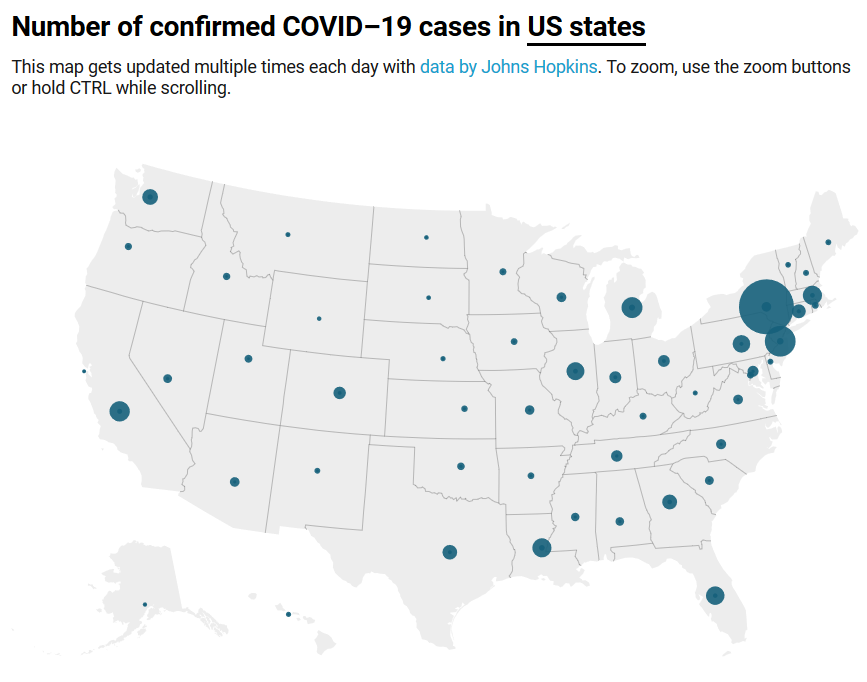 Number of confirmed COVID–19 cases in US states
This map gets updated multiple times each day with data by Johns Hopkins. To zoom, use the zoom buttons
or hold CTRL while scrolling.